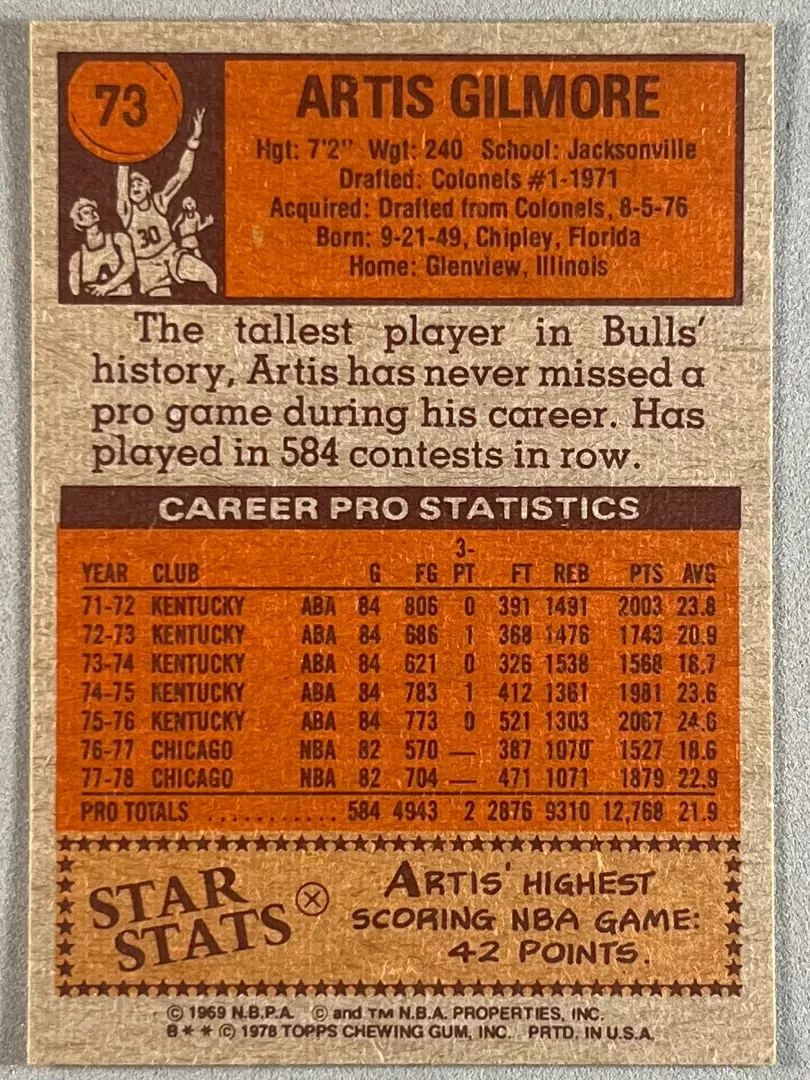 73
ARTIS GILMORE
Hgt: 7'2" Wgt: 240 School: Jacksonville
Drafted: Colonels #1-1971
Acquired: Drafted from Colonels, 8-5-76
Born: 9-21-49, Chipley, Florida
Home: Glenview, Illinois
30
The tallest player in Bulls'
history, Artis has never missed a
pro game during his career. Has
played in 584 contests in row.
CAREER PRO STATISTICS
YEAR CLUB G FG 3-PT FT REB PTS AVG
71-72 KENTUCKY ABA 84 806 0 391 1491 2003 23.8
72-73 KENTUCKY ABA 84 686 1 368 1476 1743 20.9
73-74 KENTUCKY ABA 84 621 0 326 1538 1568 18.7
74-75 KENTUCKY ABA 84 783 1 412 1361 1981 23.6
75-76 KENTUCKY ABA 84 773 0 521 1303 2067 24.6
76-77 CHICAGO NBA 82 570 — 387 1070 1527 18.6
77-78 CHICAGO NBA 82 704 — 471 1071 1879 22.9
PRO TOTALS ........... 584 4943 2 2876 9310 12,768 21.9
STAR
STATS
ARTIS' HIGHEST
SCORING NBA GAME:
42 POINTS.
© 1969 N.B.P.A. © and TM N.B.A. PROPERTIES, INC.
B * * © 1978 TOPPS CHEWING GUM, INC. PRTD. IN U.S.A.